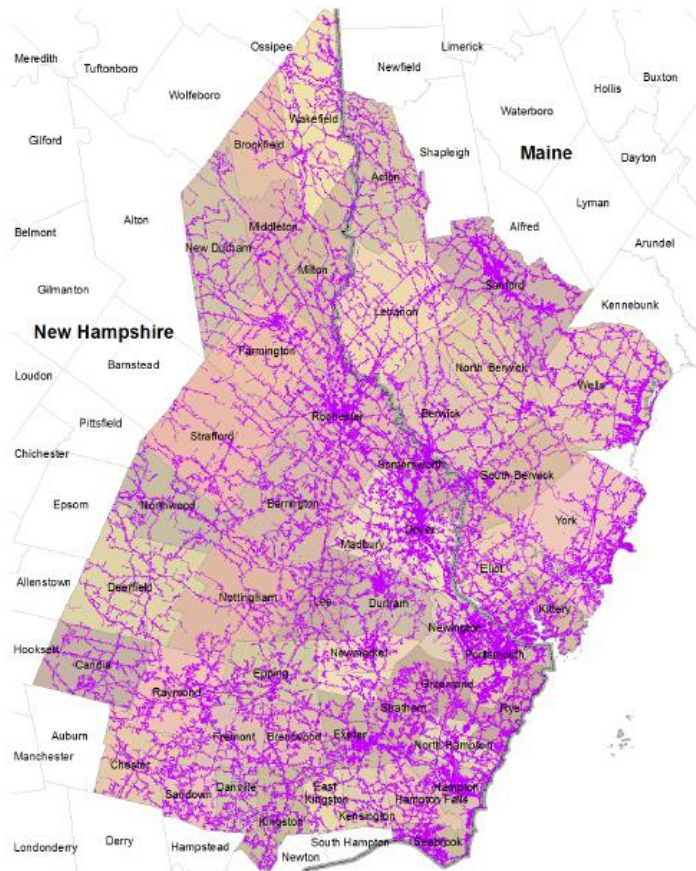 Ossipee
Limerick
Meredith
Tuftonboro
Newfield
Buxton
Hollis
Wolfeboro
Waterboro
Wakefield
Gilford
Brookfield
Shapleigh
Maine
Dayton
Acton
Lyman
Belmont
Alton
Middleton
Alfred
Arundel
New Durham
Milton
Gilmanton
Sanford
Kennebunk
Lebanon
New Hampshire
Farmington
Barnstead
North Berwick
Loudon
Wells
Rochester
Berwick
Pittsfield
Strafford
Chichester
Somersworth
South Berwick
Epsom
Northwood
Barrington
York
Dover
Madbury
Eliot
Allenstown
Deerfield
Nottingham
Lee
Durham
Kittery
Newington
Hooksett
Newmarket
Portsmouth
Candia
Epping
Greenland
Raymond
Stratham
Rye
Auburn
Fremont
Brentwood
Exeter
North Hampton
Manchester
Chester
Danville
East
Kingston
Hampton
Sandown
Hampton Falls
Kensington
Kingston
Londonderry
Derry
Hampstead
South Hampton
Seabrook
Newton